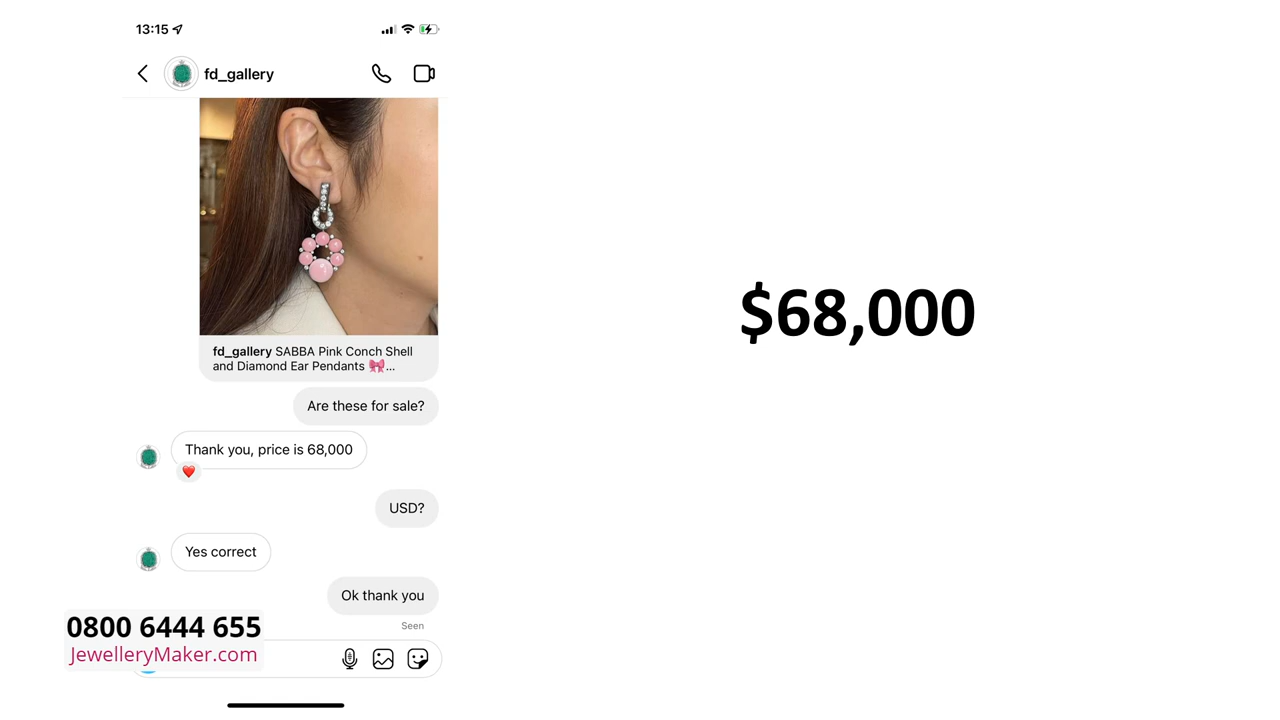 13:15
fd_gallery
fd_gallery SABBA Pink Conch Shell
and Diamond Ear Pendants 🎀...
Are these for sale?
Thank you, price is 68,000
❤️
USD?
Yes correct
Ok thank you
Seen
0800 6444 655
JewelleryMaker.com
$68,000